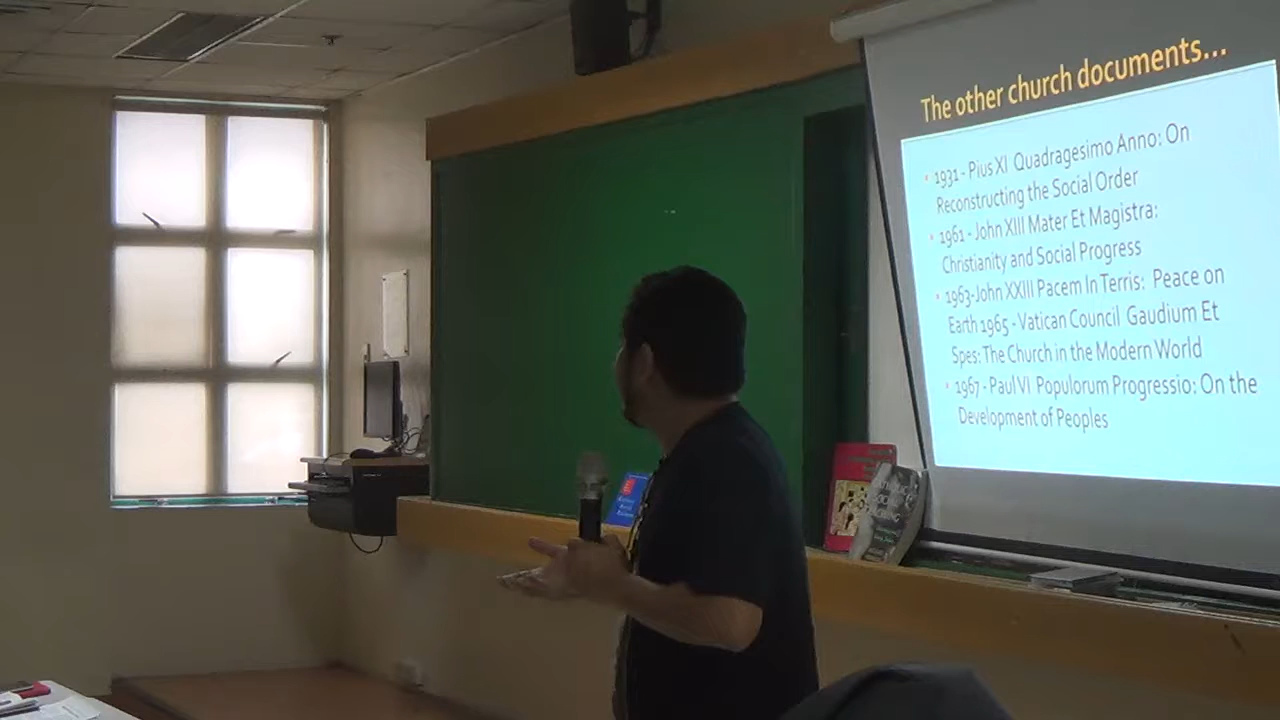 The other church documents...
1931 - Pius XI Quadragesimo Anno: On
Reconstructing the Social Order
1961 - John XIII Mater Et Magistra:
Christianity and Social Progress
1963-John XXIII Pacem In Terris: Peace on
Earth 1965 - Vatican Council Gaudium Et
Spes: The Church in the Modern World
1967 - Paul VI Populorum Progressio: On the
Development of Peoples